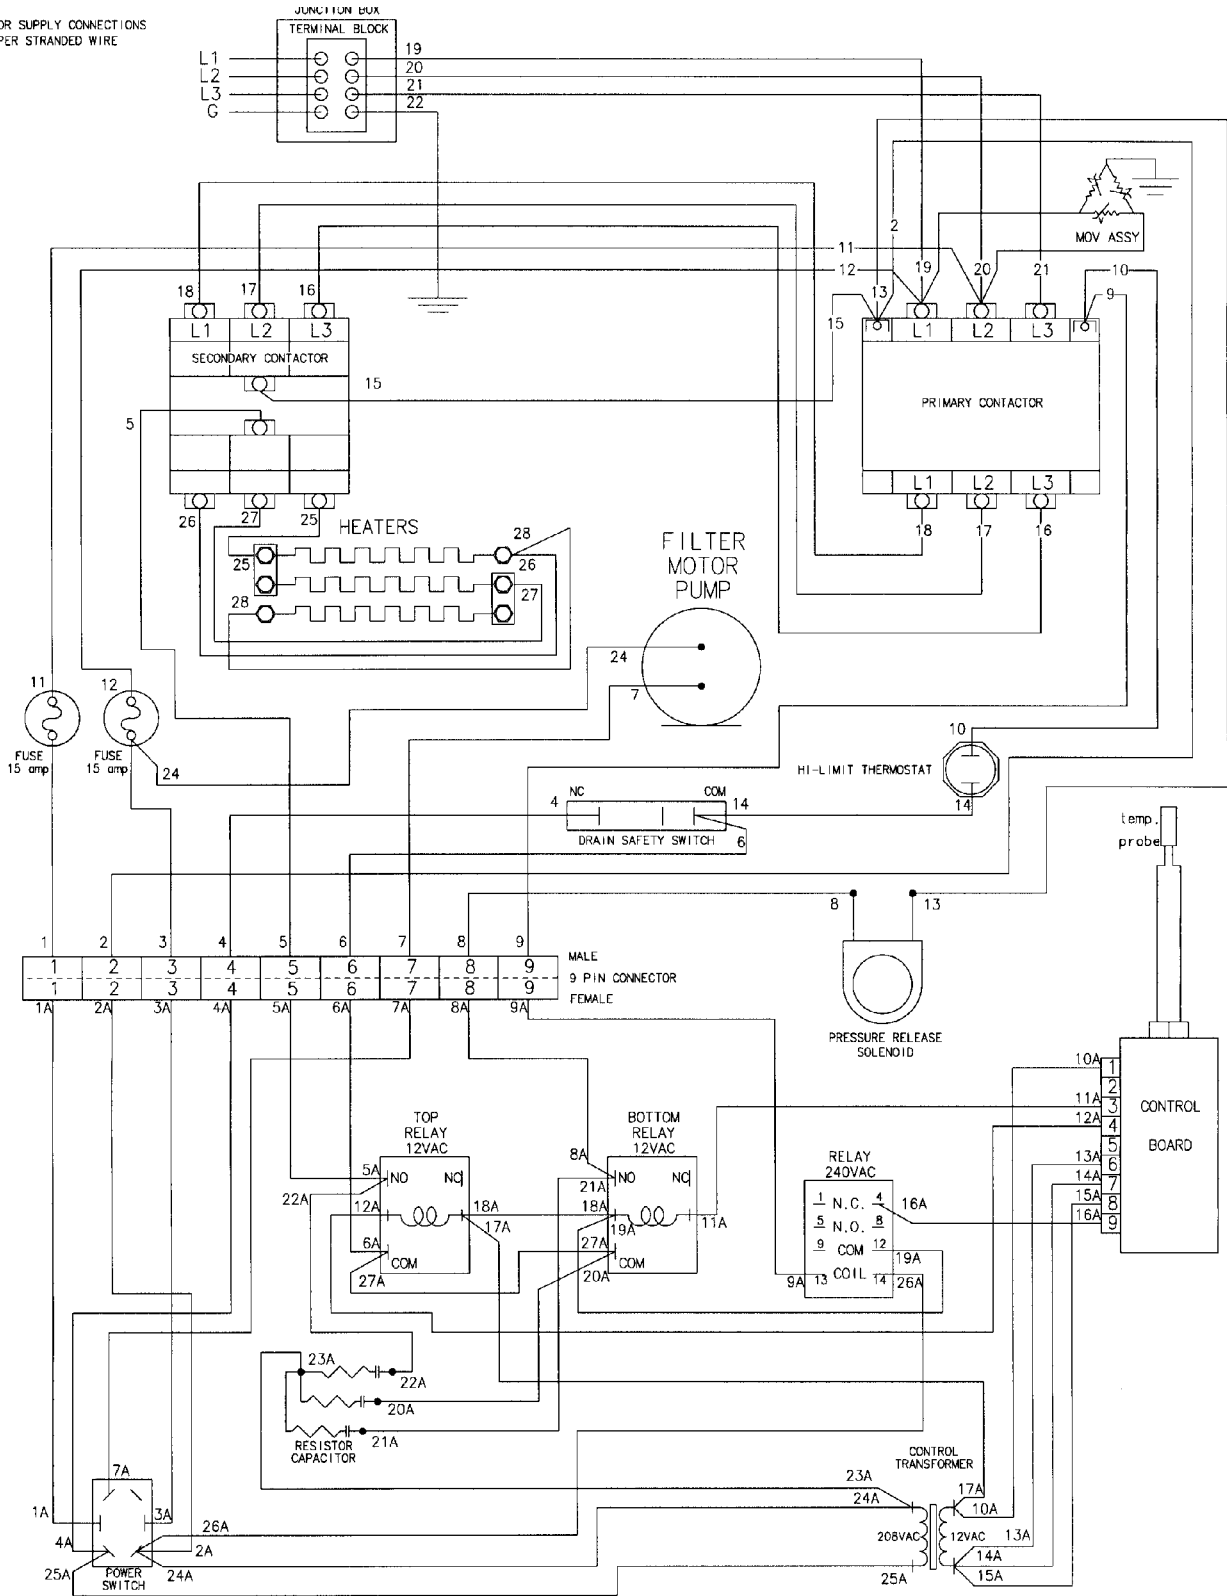 JUNCTION BOX
OR SUPPLY CONNECTIONS
PER STRANDED WIRE
TERMINAL BLOCK
L1
L2
L3
G
19
20
21
22
2
MOV ASSY
11
12
19
20
21
10
18
17
16
13
9
15
L1 L2 L3
SECONDARY CONTACTOR
15
L1 L2 L3
PRIMARY CONTACTOR
5
L1 L2 L3
26
27
25
18
17
16
HEATERS
28
25
26
27
28
FILTER
MOTOR
PUMP
24
7
11
12
FUSE
15 amp
FUSE
15 amp
24
10
HI-LIMIT THERMOSTAT
14
NC
COM
4
14
DRAIN SAFETY SWITCH
6
temp.
probe
8
13
1 2 3 4 5 6 7 8 9
MALE
1 2 3 4 5 6 7 8 9
9 PIN CONNECTOR
1 2 3 4 5 6 7 8 9
FEMALE
1A 2A 3A 4A 5A 6A 7A 8A 9A
PRESSURE RELEASE
SOLENOID
10A
1
2
11A
3
12A
4
5
13A
6
14A
7
15A
8
16A
9
CONTROL
BOARD
TOP
RELAY
12VAC
5A
NO
NC
22A
12A
18A
17A
6A
COM
27A
BOTTOM
RELAY
12VAC
8A
NO
NC
21A
18A
19A
11A
27A
COM
20A
RELAY
240VAC
1 N.C. 4
16A
5 N.O. 8
9 COM 12
19A
9A
13 COIL 14
26A
23A
22A
20A
21A
RESISTOR
CAPACITOR
7A
1A
3A
4A
26A
2A
25A
24A
POWER
SWITCH
CONTROL
TRANSFORMER
23A
24A
17A
10A
208VAC
12VAC
13A
14A
25A
15A